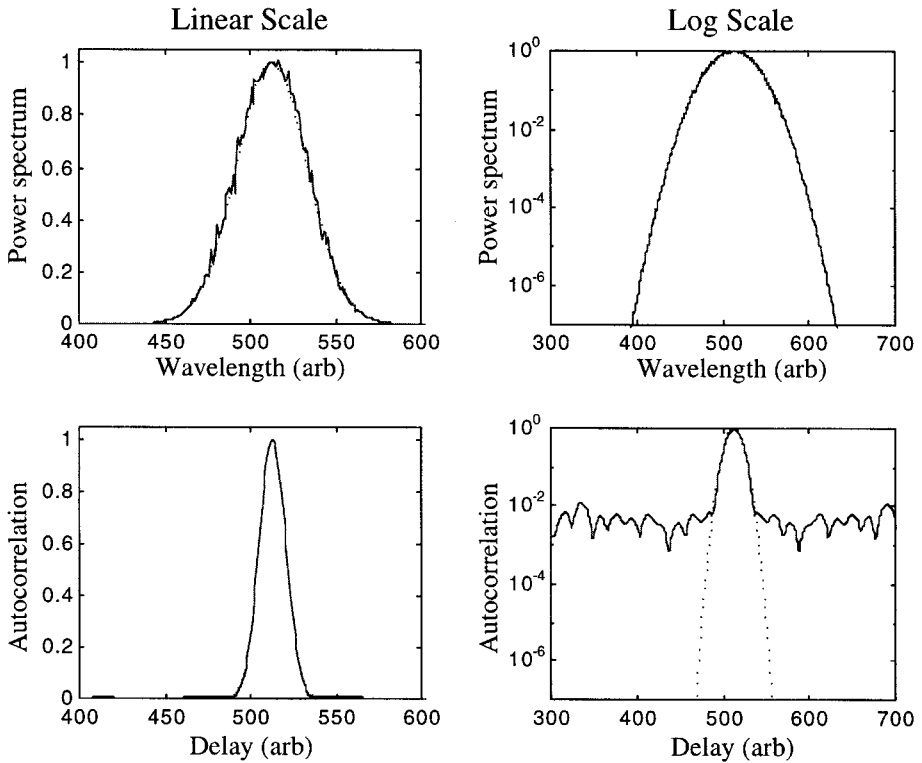 Linear Scale
Log Scale
Power spectrum
1
0.8
0.6
0.4
0.2
0
400 450 500 550 600
Wavelength (arb)
Power spectrum
10^0
10^-2
10^-4
10^-6
300 400 500 600 700
Wavelength (arb)
Autocorrelation
1
0.8
0.6
0.4
0.2
0
400 450 500 550 600
Delay (arb)
Autocorrelation
10^0
10^-2
10^-4
10^-6
300 400 500 600 700
Delay (arb)